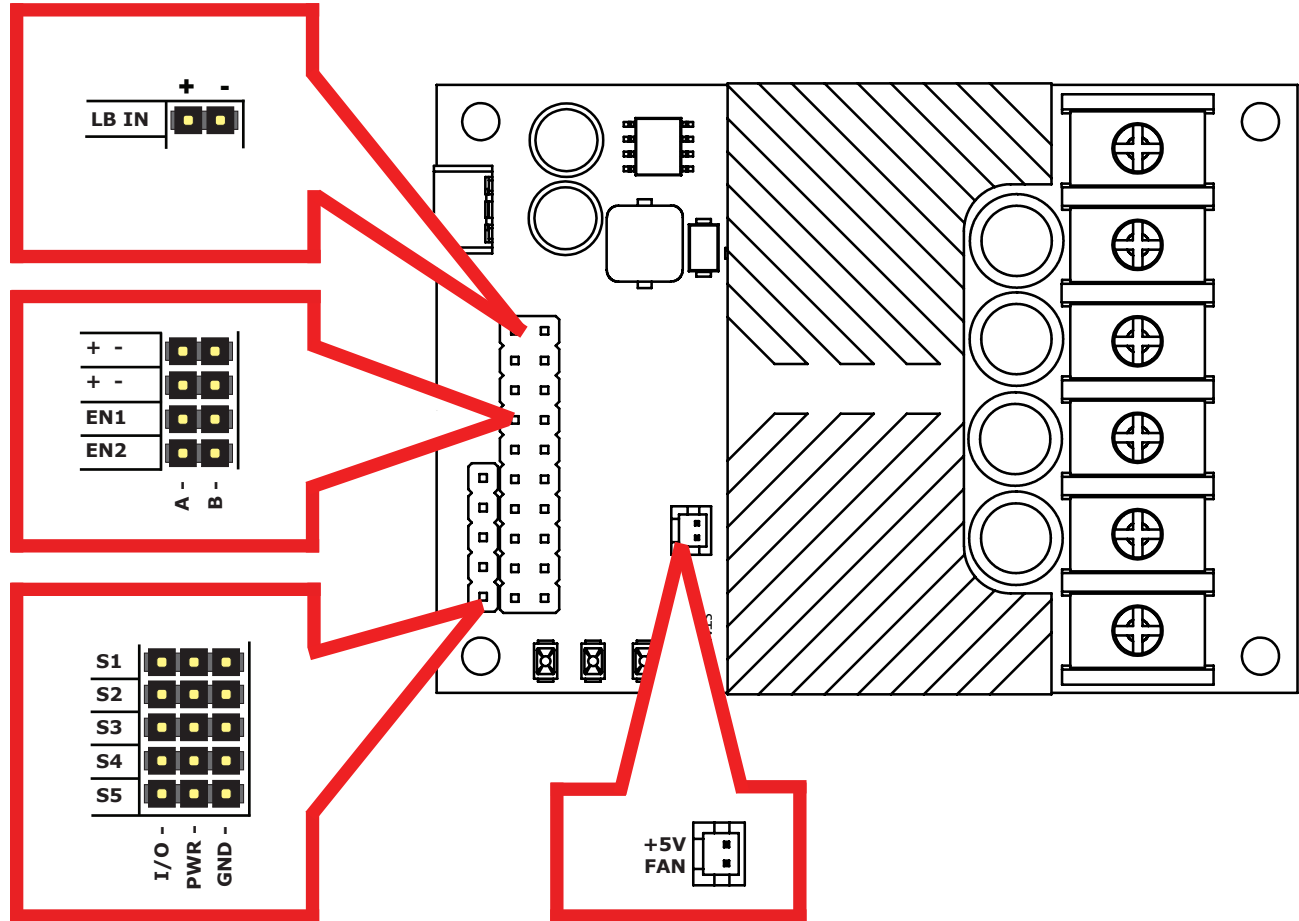 + -
LB IN
+ -
+ -
EN1
EN2
A -
B -
S1
S2
S3
S4
S5
I/O -
PWR -
GND -
+5V
FAN